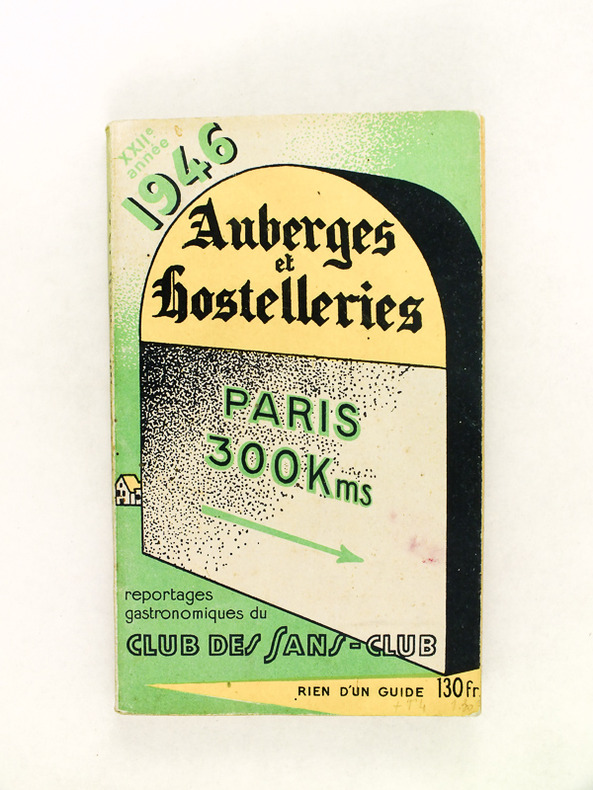 XXIIe
année
1946
Auberges
et
hostelleries
PARIS
300Kms
reportages
gastronomiques du
CLUB DES SANS-CLUB
RIEN D'UN GUIDE 130fr